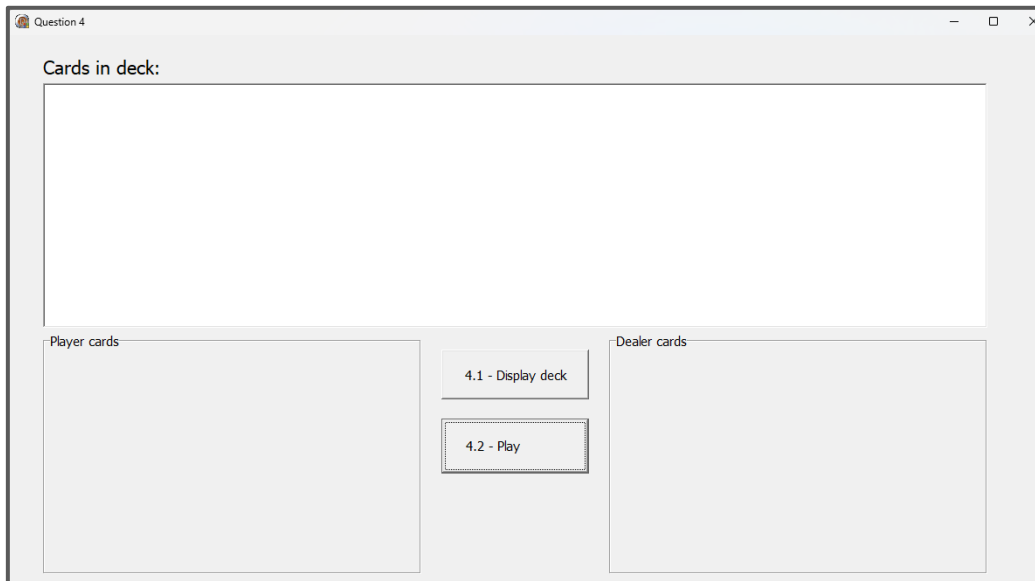 Question 4
Cards in deck:
Player cards
Dealer cards
4.1 - Display deck
4.2 - Play